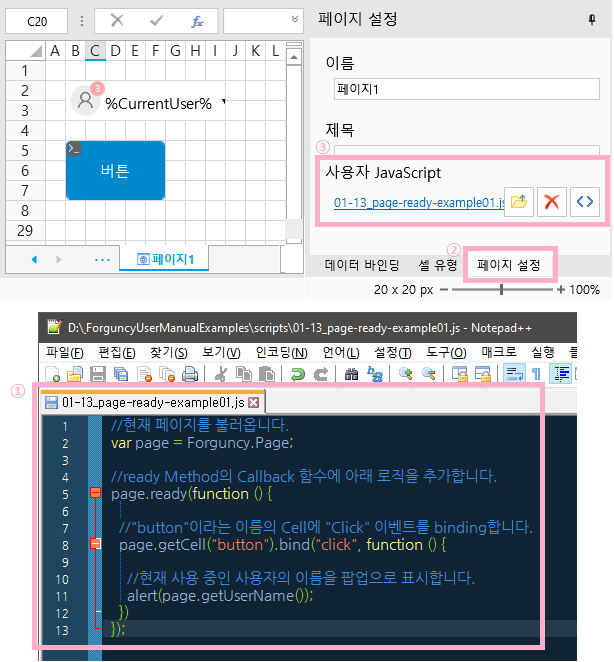 C20
fx
페이지 설정
A B C D E F G H I J K L
이름
1
2
3
4
5
6
7
8
29
3
%CurrentUser%
버튼
페이지1
제목
③
사용자 JavaScript
01-13_page-ready-example01.js
②
...
페이지1
데이터 바인딩
셀 유형
페이지 설정
20 x 20 px
100%
D:\ForguncyUserManualExamples\scripts\01-13_page-ready-example01.js - Notepad++
파일(F) 편집(E) 찾기(S) 보기(V) 인코딩(N) 언어(L) 설정(T) 도구(O) 매크로 실행
①
01-13_page-ready-example01.js
1 //현재 페이지를 불러옵니다.
2 var page = Forguncy.Page;
3
4 //ready Method의 Callback 함수에 아래 로직을 추가합니다.
5 page.ready(function () {
6
7 //"button"이라는 이름의 Cell에 "Click" 이벤트를 binding합니다.
8 page.getCell("button").bind("click", function () {
9
10 //현재 사용 중인 사용자의 이름을 팝업으로 표시합니다.
11 alert(page.getUserName());
12 })
13 });